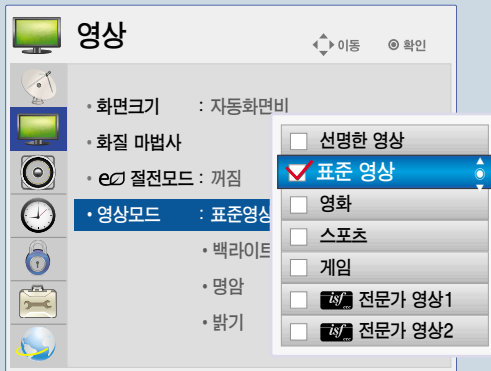 영상
이동 확인
• 화면크기 : 자동화면비
• 화질 마법사
• e 절전모드 : 꺼짐
• 영상모드 : 표준영상
• 백라이트
• 명암
• 밝기
선명한 영상
표준 영상
영화
스포츠
게임
isf 전문가 영상1
isf 전문가 영상2